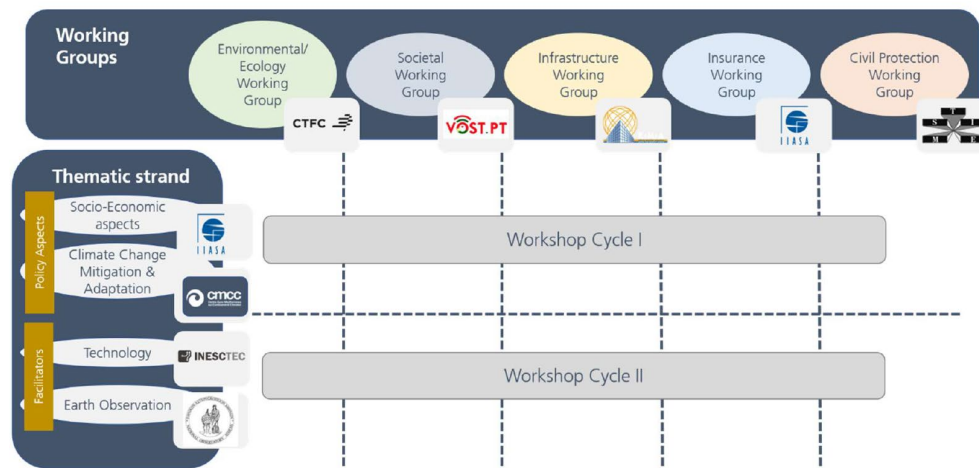 Working
Groups
Environmental/
Ecology
Working
Group
Societal
Working
Group
Infrastructure
Working
Group
Insurance
Working
Group
Civil Protection
Working
Group
CTFC
VOST.PT
IIASA
T
S I
M E
Thematic strand
Policy Aspects
Socio-Economic
aspects
IIASA
Climate Change
Mitigation &
Adaptation
cmcc
Workshop Cycle I
Facilitators
Technology
INESCTEC
Earth Observation
Workshop Cycle II